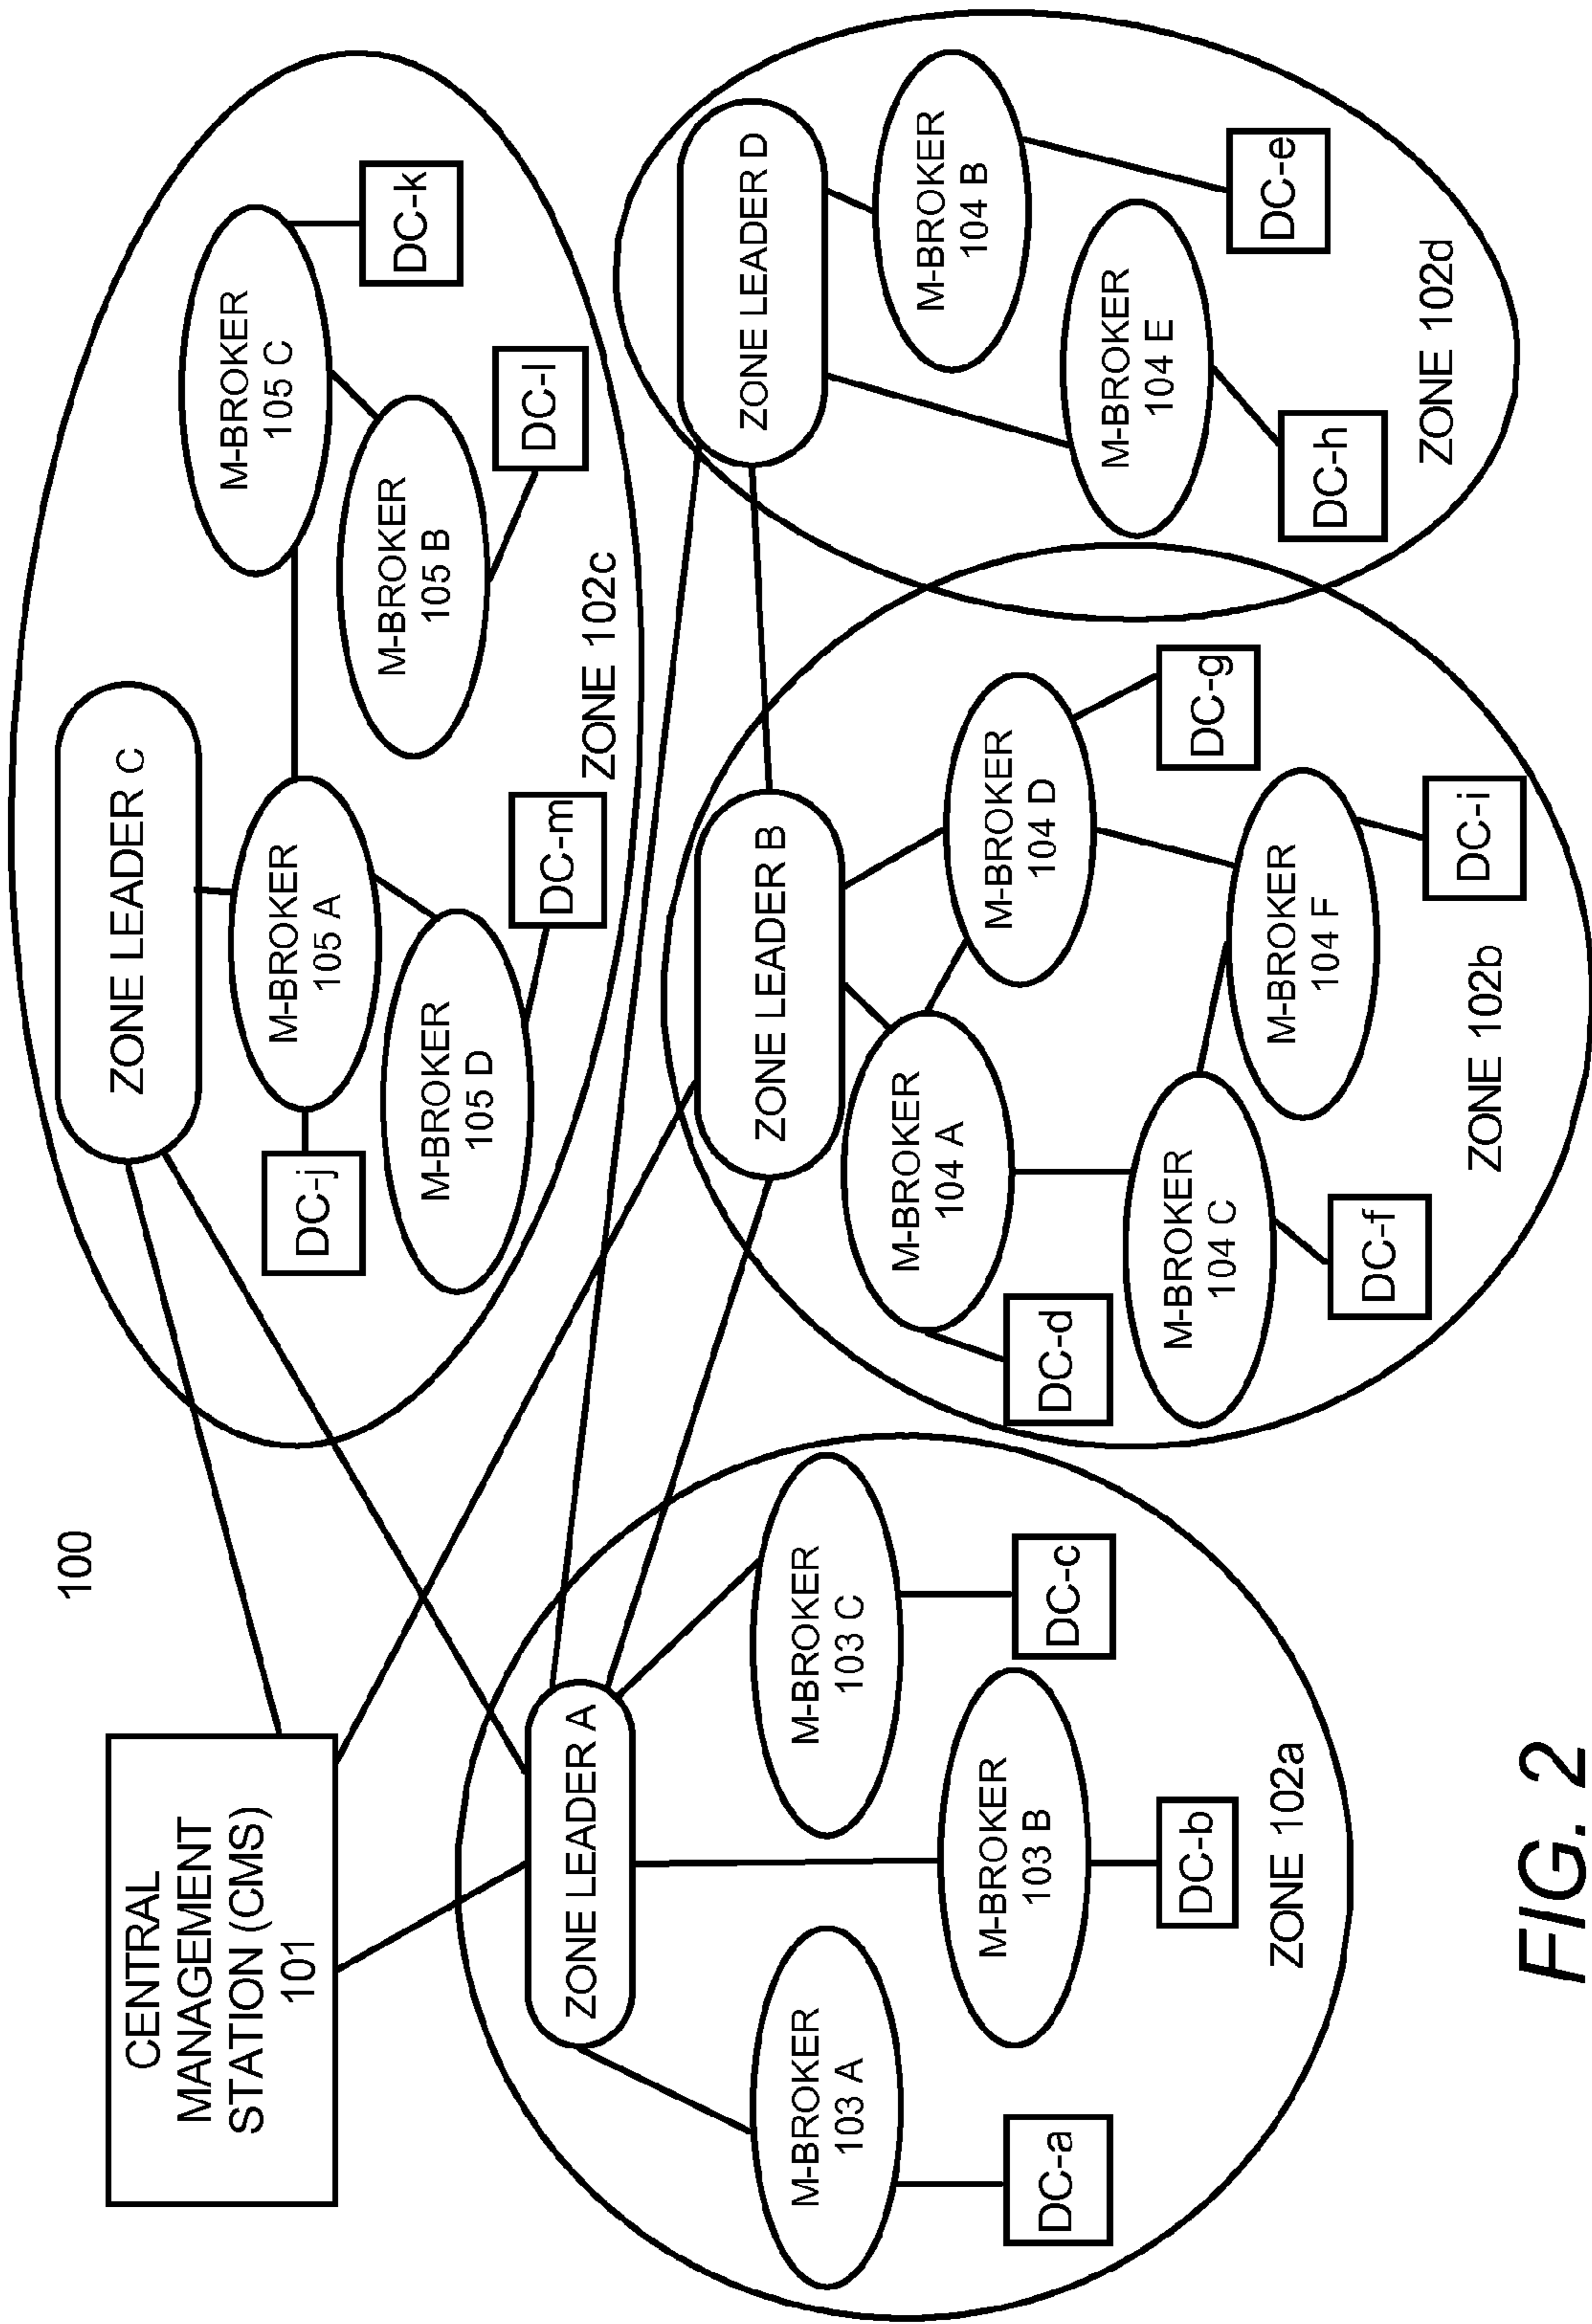 100
CENTRAL
MANAGEMENT
STATION (CMS)
101
ZONE LEADER C
M-BROKER
105 A
DC-j
M-BROKER
105 D
DC-m
M-BROKER
105 C
DC-k
M-BROKER
105 B
DC-l
ZONE 102c
ZONE LEADER A
M-BROKER
103 A
DC-a
M-BROKER
103 B
DC-b
M-BROKER
103 C
DC-c
ZONE 102a
ZONE LEADER B
M-BROKER
104 A
DC-d
M-BROKER
104 C
DC-f
M-BROKER
104 D
DC-g
M-BROKER
104 F
DC-i
ZONE 102b
ZONE LEADER D
M-BROKER
104 B
DC-e
M-BROKER
104 E
DC-h
ZONE 102d
FIG. 2